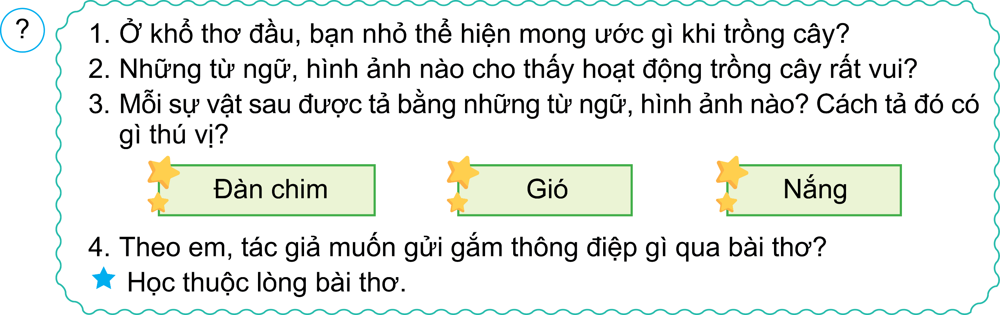 ?
1. Ở khổ thơ đầu, bạn nhỏ thể hiện mong ước gì khi trồng cây?
2. Những từ ngữ, hình ảnh nào cho thấy hoạt động trồng cây rất vui?
3. Mỗi sự vật sau được tả bằng những từ ngữ, hình ảnh nào? Cách tả đó có
gì thú vị?
Đàn chim
Gió
Nắng
4. Theo em, tác giả muốn gửi gắm thông điệp gì qua bài thơ?
Học thuộc lòng bài thơ.